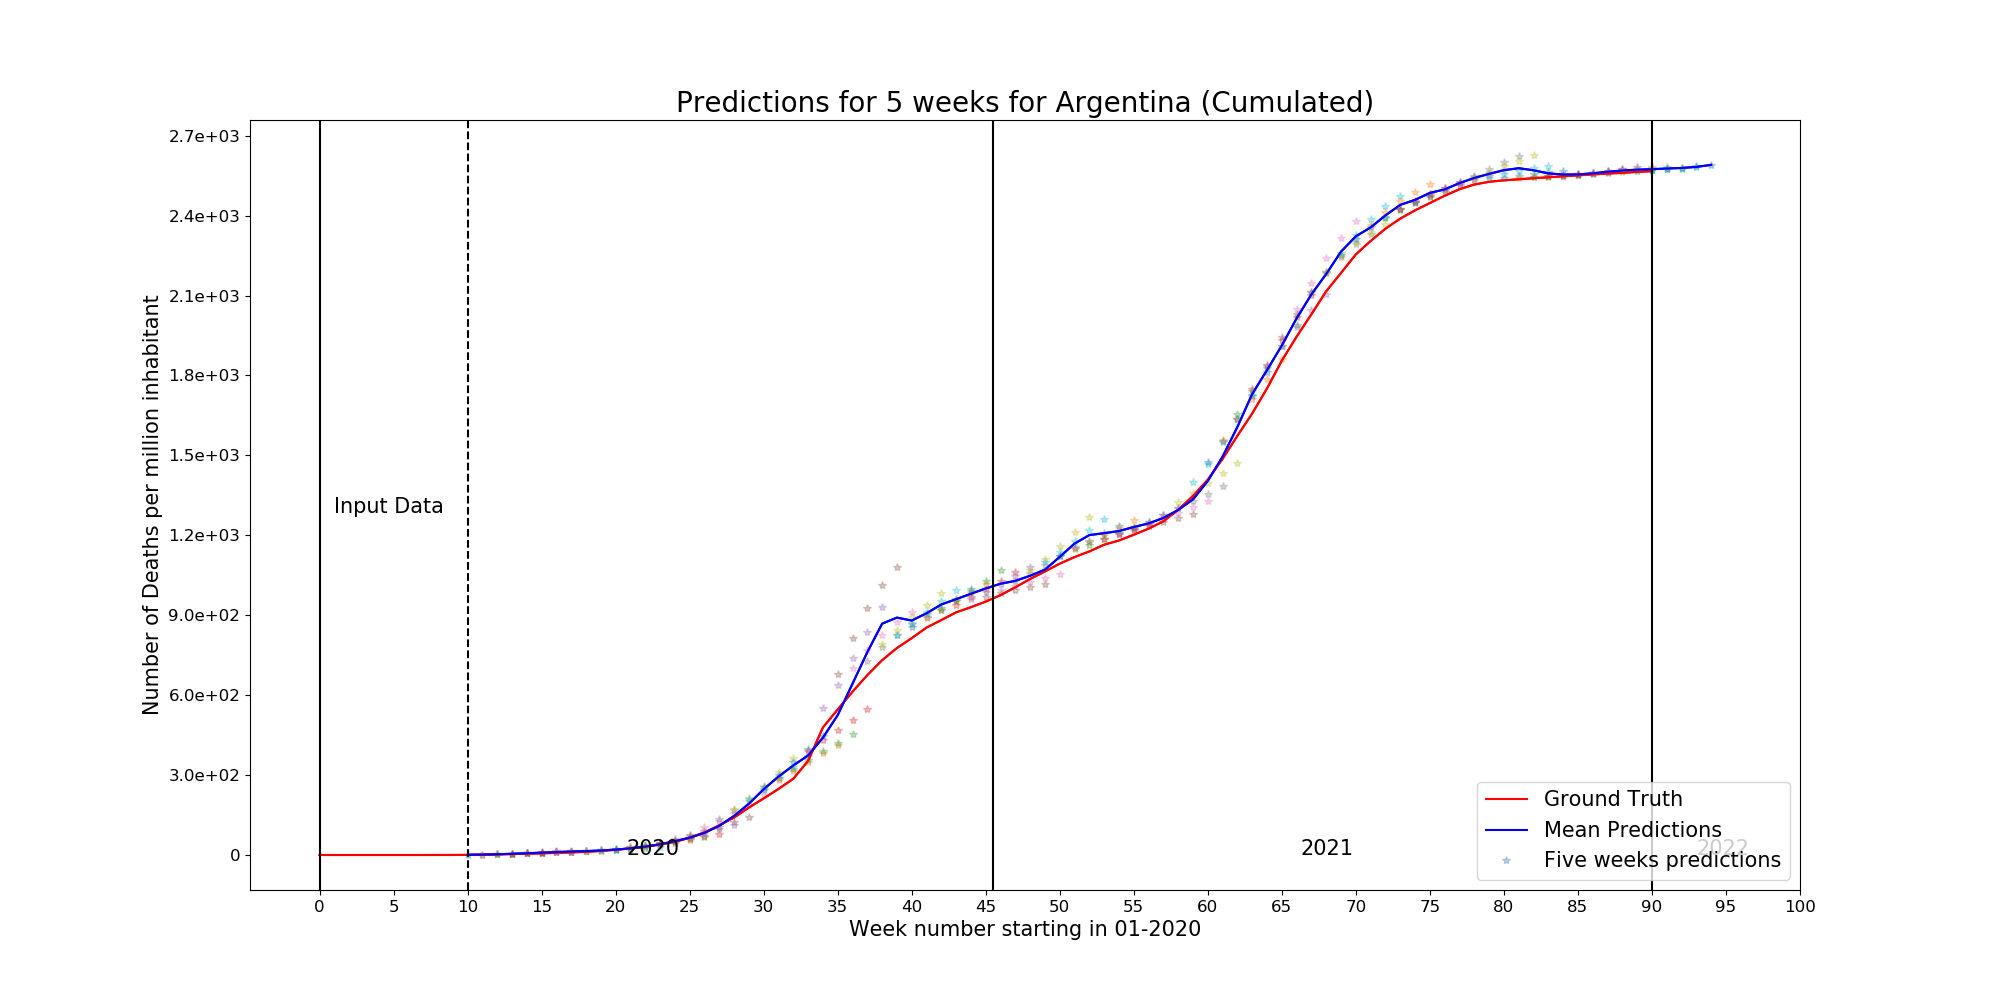 Predictions for 5 weeks for Argentina (Cumulated)
2.7e+03
2.4e+03
2.1e+03
1.8e+03
1.5e+03
1.2e+03
9.0e+02
6.0e+02
3.0e+02
0
Number of Deaths per million inhabitant
Input Data
2020
2021
2022
Ground Truth
Mean Predictions
Five weeks predictions
0 5 10 15 20 25 30 35 40 45 50 55 60 65 70 75 80 85 90 95 100
Week number starting in 01-2020